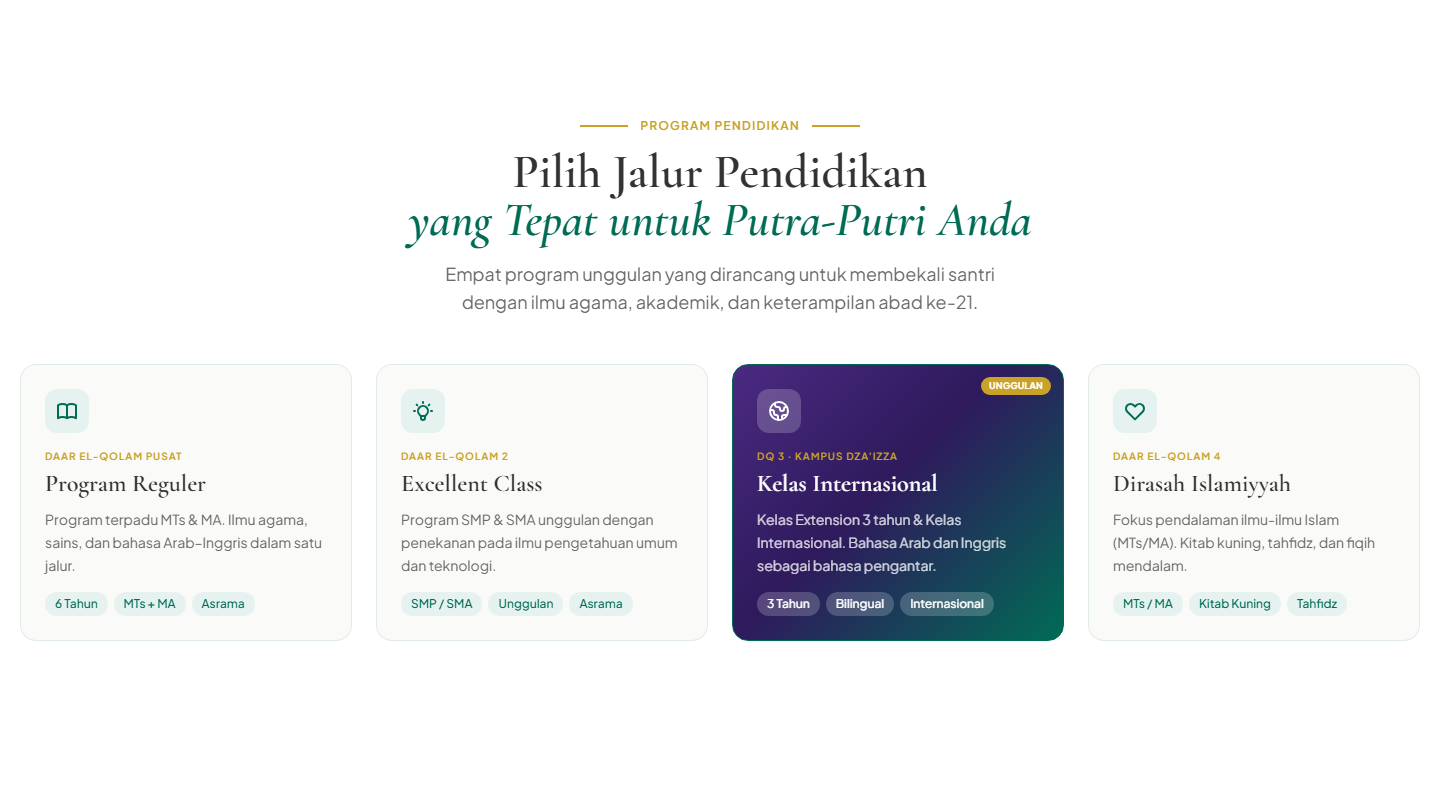 PROGRAM PENDIDIKAN
Pilih Jalur Pendidikan
yang Tepat untuk Putra-Putri Anda
Empat program unggulan yang dirancang untuk membekali santri
dengan ilmu agama, akademik, dan keterampilan abad ke-21.
DAAR EL-QOLAM PUSAT
Program Reguler
Program terpadu MTs & MA. Ilmu agama,
sains, dan bahasa Arab–Inggris dalam satu
jalur.
6 Tahun
MTs + MA
Asrama
DAAR EL-QOLAM 2
Excellent Class
Program SMP & SMA unggulan dengan
penekanan pada ilmu pengetahuan umum
dan teknologi.
SMP / SMA
Unggulan
Asrama
UNGGULAN
DQ 3 · KAMPUS DZA'IZZA
Kelas Internasional
Kelas Extension 3 tahun & Kelas
Internasional. Bahasa Arab dan Inggris
sebagai bahasa pengantar.
3 Tahun
Bilingual
Internasional
DAAR EL-QOLAM 4
Dirasah Islamiyyah
Fokus pendalaman ilmu-ilmu Islam
(MTs/MA). Kitab kuning, tahfidz, dan fiqih
mendalam.
MTs / MA
Kitab Kuning
Tahfidz